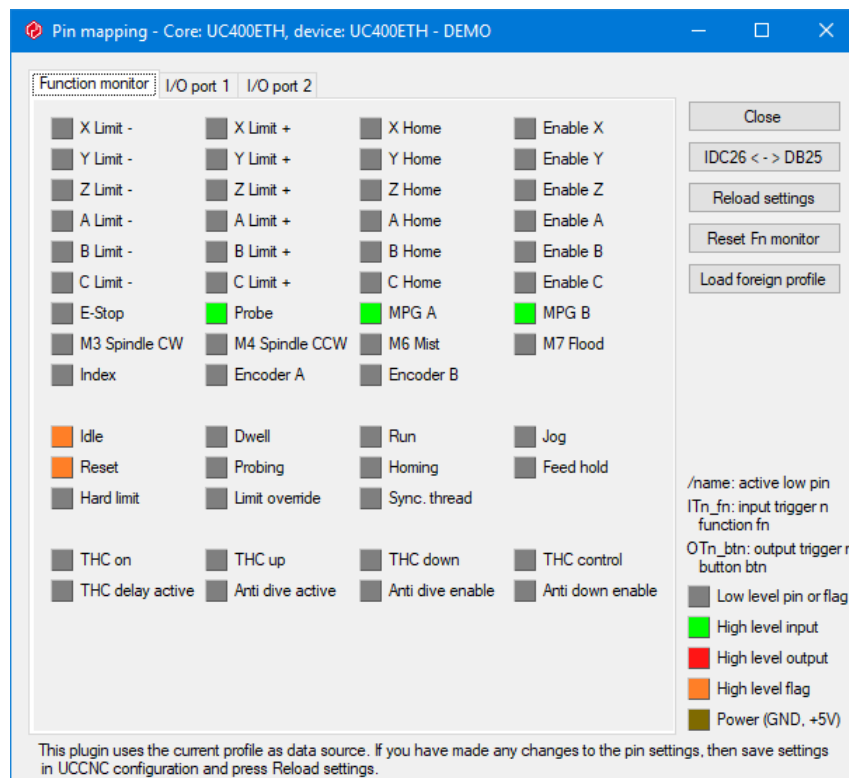 Pin mapping - Core: UC400ETH, device: UC400ETH - DEMO
Function monitor I/O port 1 I/O port 2
X Limit - X Limit + X Home Enable X
Y Limit - Y Limit + Y Home Enable Y
Z Limit - Z Limit + Z Home Enable Z
A Limit - A Limit + A Home Enable A
B Limit - B Limit + B Home Enable B
C Limit - C Limit + C Home Enable C
E-Stop Probe MPG A MPG B
M3 Spindle CW M4 Spindle CCW M6 Mist M7 Flood
Index Encoder A Encoder B
Idle Dwell Run Jog
Reset Probing Homing Feed hold
Hard limit Limit override Sync. thread
THC on THC up THC down THC control
THC delay active Anti dive active Anti dive enable Anti down enable
Close
IDC26 < - > DB25
Reload settings
Reset Fn monitor
Load foreign profile
/name: active low pin
ITn_fn: input trigger n
function fn
OTn_btn: output trigger n
button btn
Low level pin or flag
High level input
High level output
High level flag
Power (GND, +5V)
This plugin uses the current profile as data source. If you have made any changes to the pin settings, then save settings
in UCCNC configuration and press Reload settings.